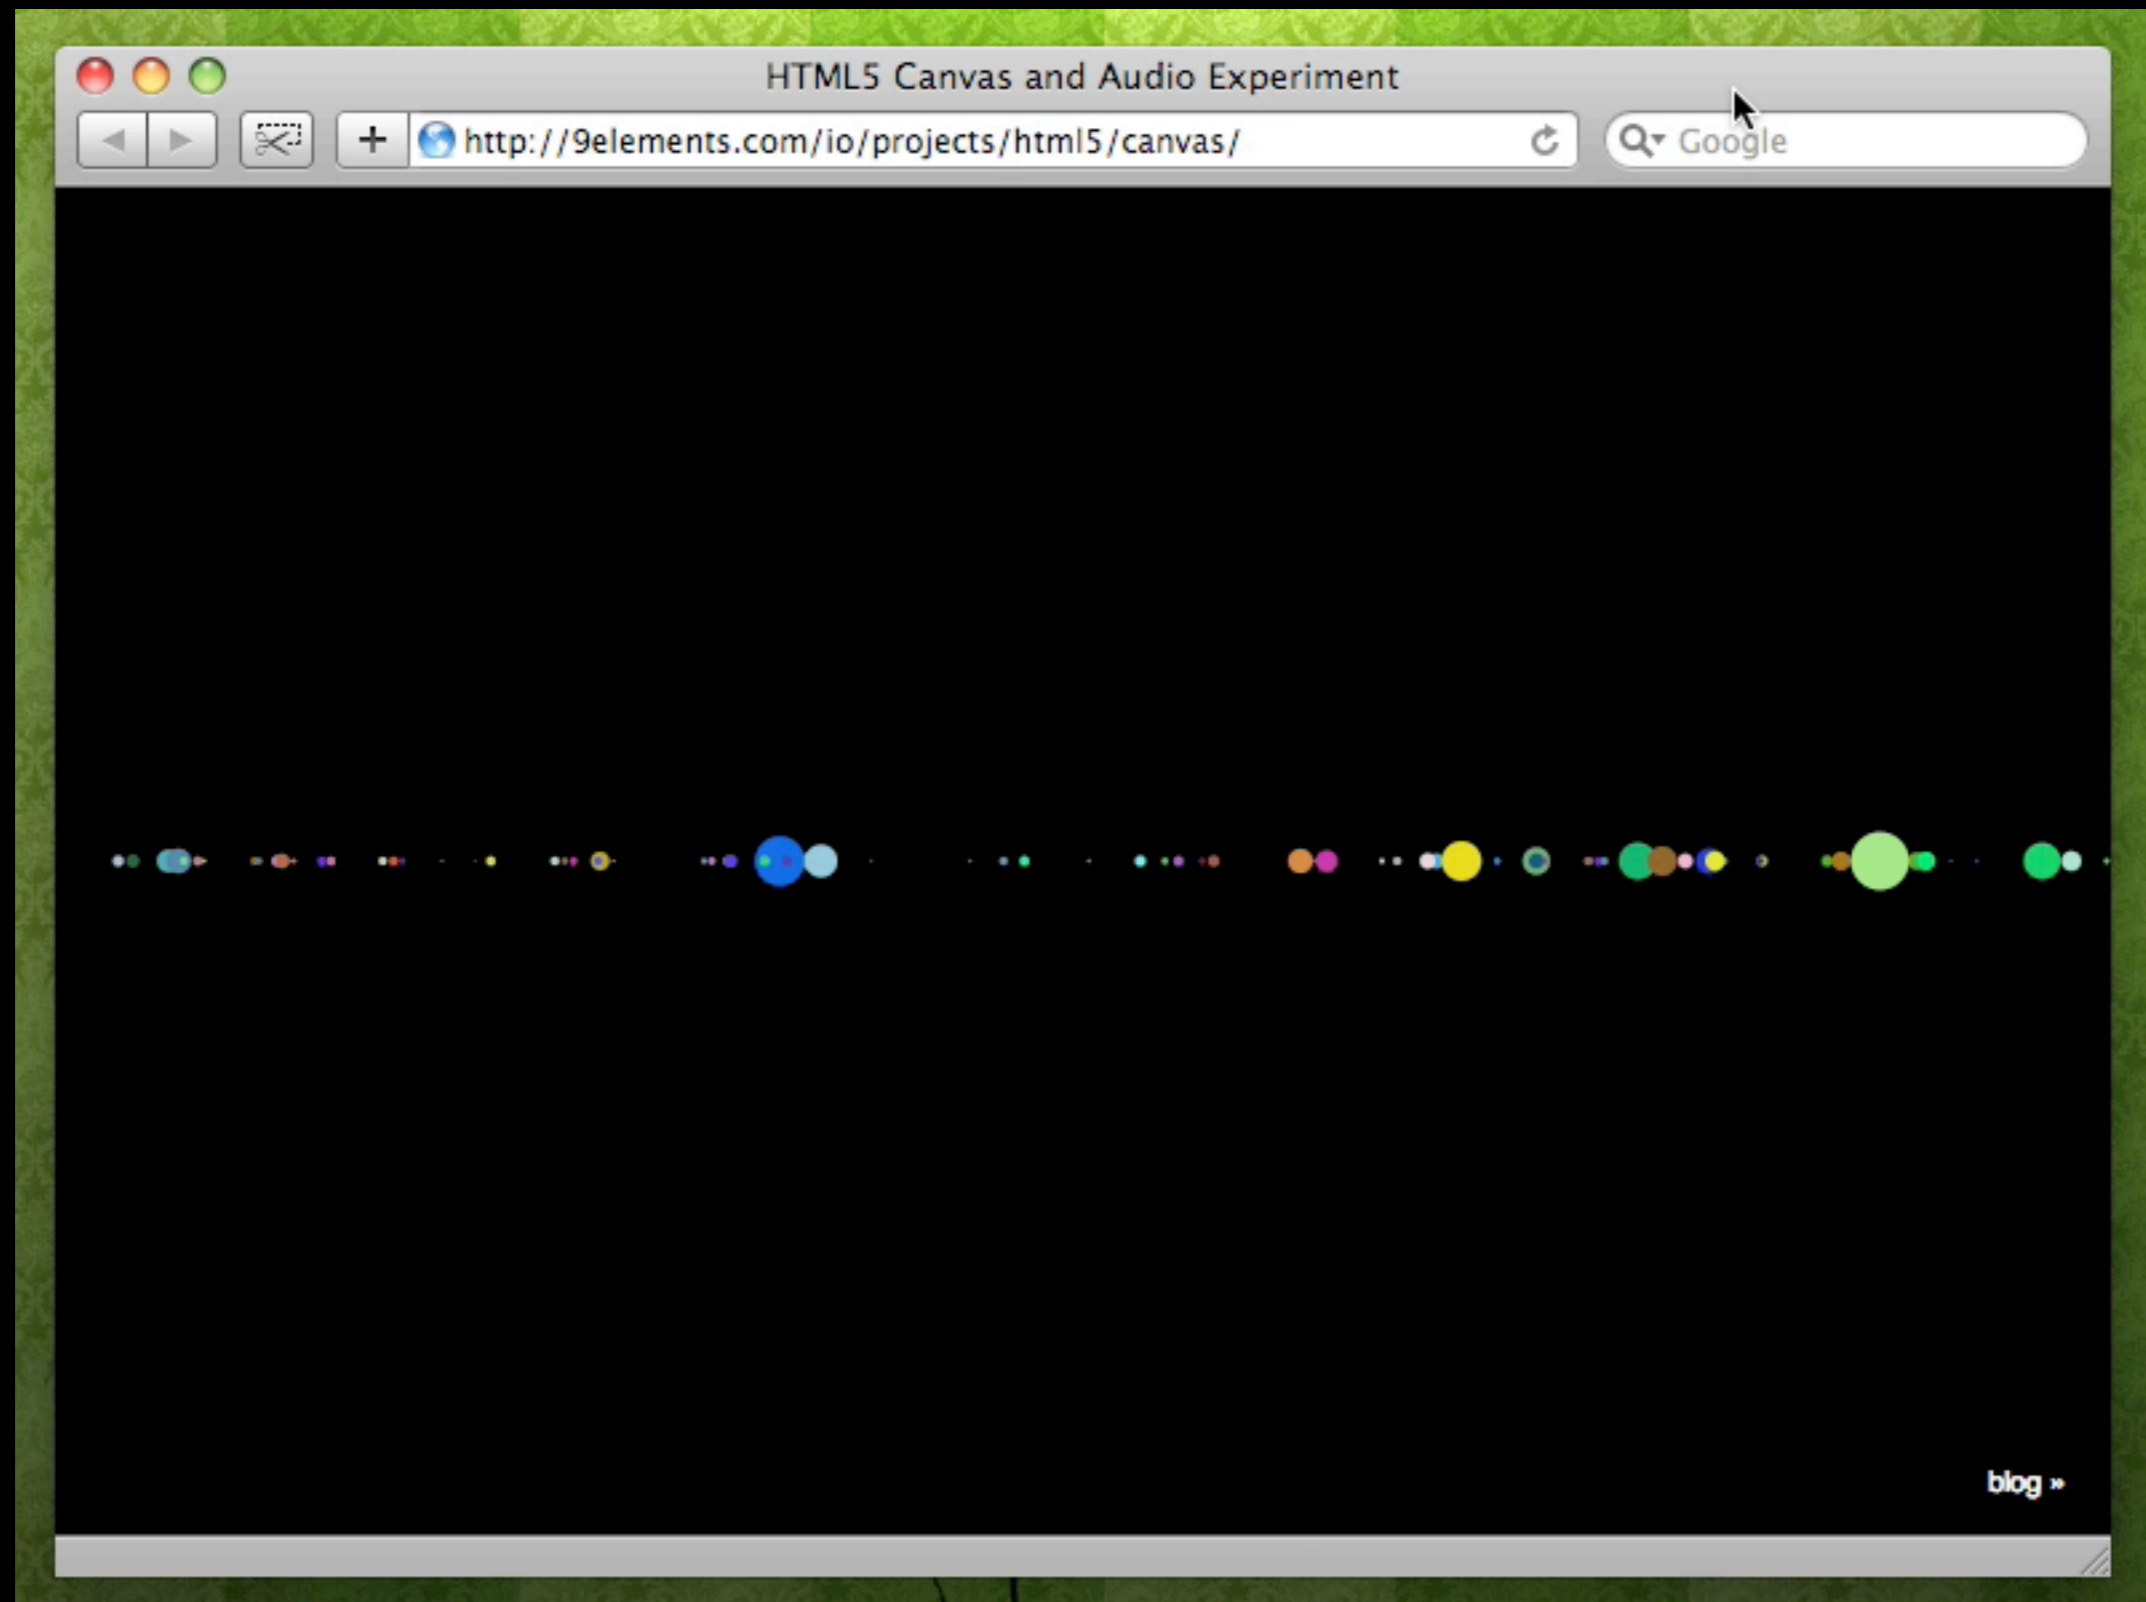 HTML5 Canvas and Audio Experiment
http://9elements.com/io/projects/html5/canvas/
Google
blog »